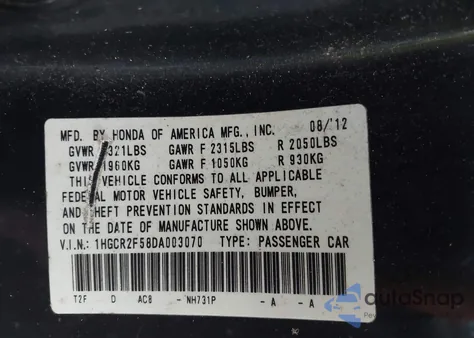 MFD. BY HONDA OF AMERICA MFG., INC. 08/'12
GVWR 321LBS GAWR F 2315LBS R 2050LBS
GVWR 1960KG GAWR F 1050KG R 930KG
THIS VEHICLE CONFORMS TO ALL APPLICABLE
FEDERAL MOTOR VEHICLE SAFETY, BUMPER,
AND THEFT PREVENTION STANDARDS IN EFFECT
ON THE DATE OF MANUFACTURE SHOWN ABOVE.
V.I.N.: 1HGCR2F58DA003070 TYPE: PASSENGER CAR
T2F D AC8 - NH731P - A - A
autoSnap